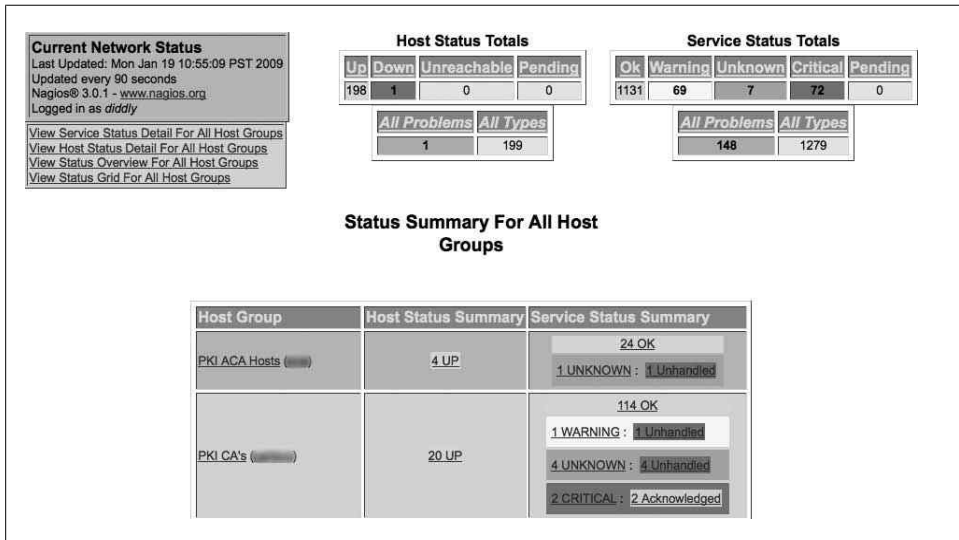 Current Network Status
Last Updated: Mon Jan 19 10:55:09 PST 2009
Updated every 90 seconds
Nagios® 3.0.1 - www.nagios.org
Logged in as diddly
View Service Status Detail For All Host Groups
View Host Status Detail For All Host Groups
View Status Overview For All Host Groups
View Status Grid For All Host Groups
Host Status Totals
Up Down Unreachable Pending
198 1 0 0
All Problems All Types
1 199
Service Status Totals
Ok Warning Unknown Critical Pending
1131 69 7 72 0
All Problems All Types
148 1279
Status Summary For All Host
Groups
Host Group Host Status Summary Service Status Summary
PKI ACA Hosts ( ) 4 UP 24 OK
1 UNKNOWN : 1 Unhandled
PKI CA's ( ) 20 UP 114 OK
1 WARNING : 1 Unhandled
4 UNKNOWN : 4 Unhandled
2 CRITICAL : 2 Acknowledged